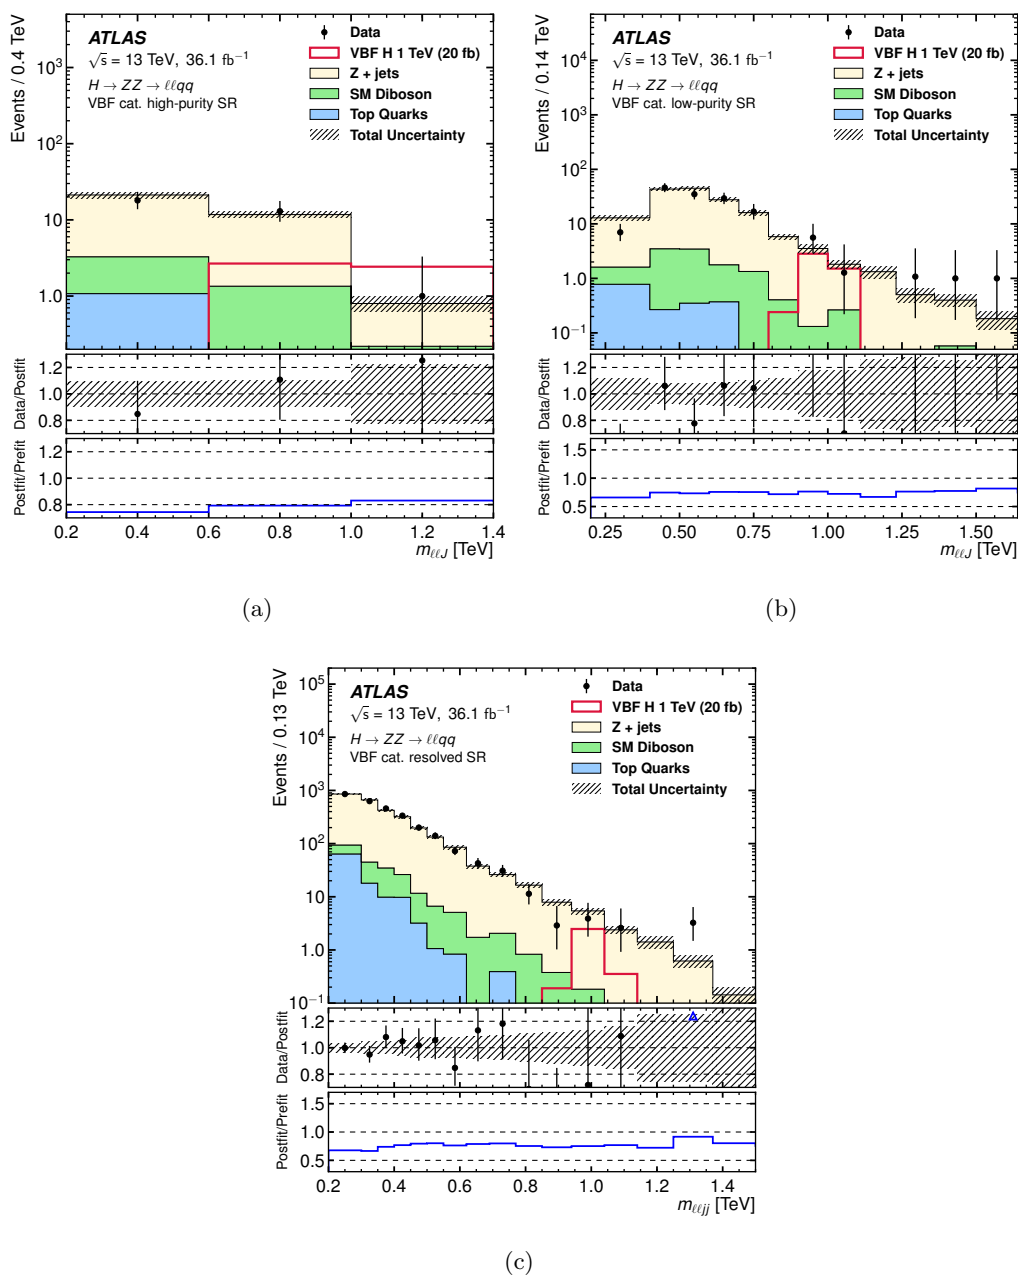 ATLAS
√s = 13 TeV, 36.1 fb⁻¹
H → ZZ → ℓℓqq
VBF cat. high-purity SR
Data
VBF H 1 TeV (20 fb)
Z + jets
SM Diboson
Top Quarks
Total Uncertainty
Events / 0.4 TeV
10³
10²
10
1.0
Data/Postfit
1.2
1.0
0.8
Postfit/Prefit
1.2
1.0
0.8
0.2 0.4 0.6 0.8 1.0 1.2 1.4
m_ℓℓJ [TeV]
(a)
ATLAS
√s = 13 TeV, 36.1 fb⁻¹
H → ZZ → ℓℓqq
VBF cat. low-purity SR
Data
VBF H 1 TeV (20 fb)
Z + jets
SM Diboson
Top Quarks
Total Uncertainty
Events / 0.14 TeV
10⁴
10³
10²
10
1.0
10⁻¹
Data/Postfit
1.2
1.0
0.8
Postfit/Prefit
1.5
1.0
0.5
0.25 0.50 0.75 1.00 1.25 1.50
m_ℓℓJ [TeV]
(b)
ATLAS
√s = 13 TeV, 36.1 fb⁻¹
H → ZZ → ℓℓqq
VBF cat. resolved SR
Data
VBF H 1 TeV (20 fb)
Z + jets
SM Diboson
Top Quarks
Total Uncertainty
Events / 0.13 TeV
10⁵
10⁴
10³
10²
10
1.0
10⁻¹
Data/Postfit
1.2
1.0
0.8
Postfit/Prefit
1.5
1.0
0.5
0.2 0.4 0.6 0.8 1.0 1.2 1.4
m_ℓℓjj [TeV]
(c)